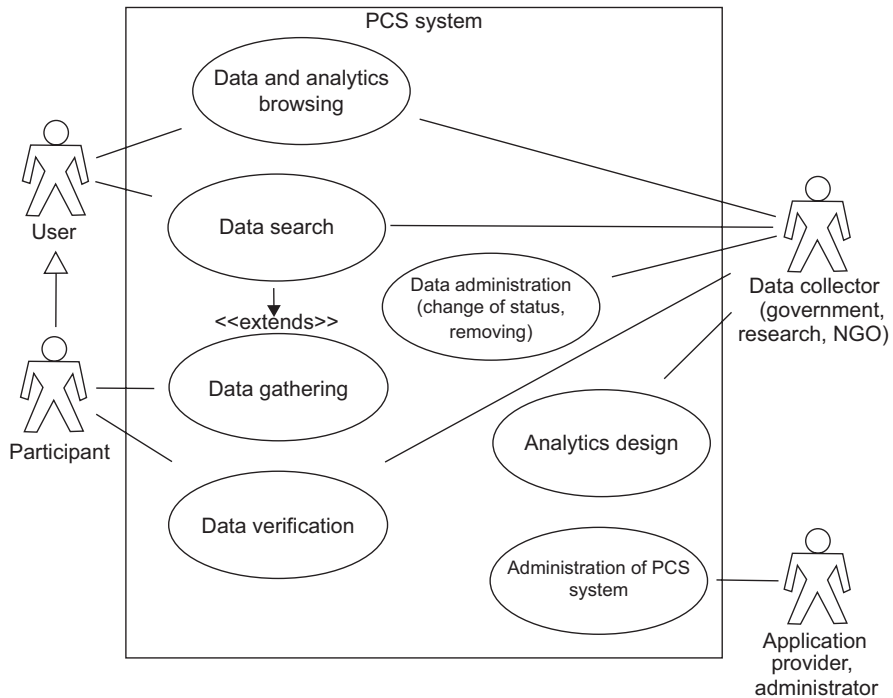 PCS system
Data and analytics
browsing
User
Data search
Data administration
(change of status,
removing)
Data collector
(government,
research, NGO)
<<extends>>
Data gathering
Participant
Analytics design
Data verification
Administration of PCS
system
Application
provider,
administrator